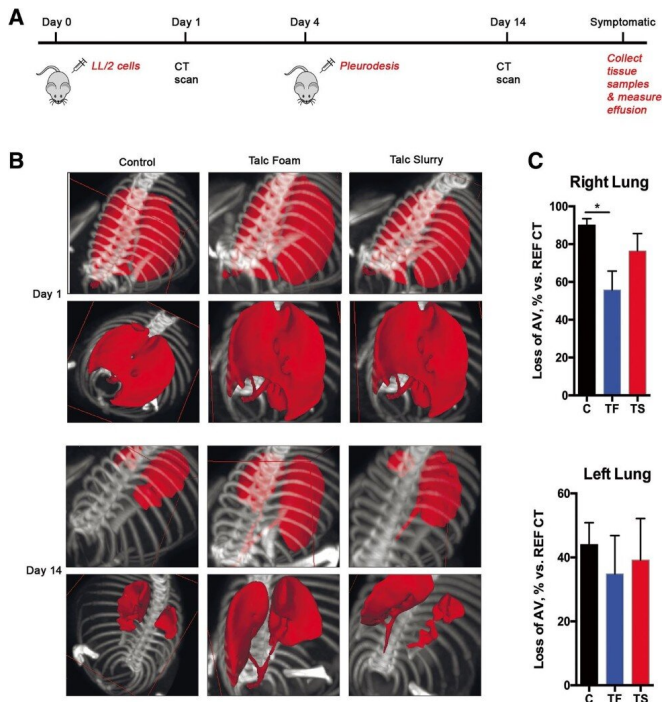 A
Day 0
Day 1
Day 4
Day 14
Symptomatic
LL/2 cells
CT
scan
Pleurodesis
CT
scan
Collect
tissue
samples
& measure
effusion
B
Control
Talc Foam
Talc Slurry
Day 1
Day 14
C
Right Lung
Loss of AV, % vs. REF CT
100
80
60
40
20
0
*
C TF TS
Left Lung
Loss of AV, % vs. REF CT
60
40
20
0
C TF TS